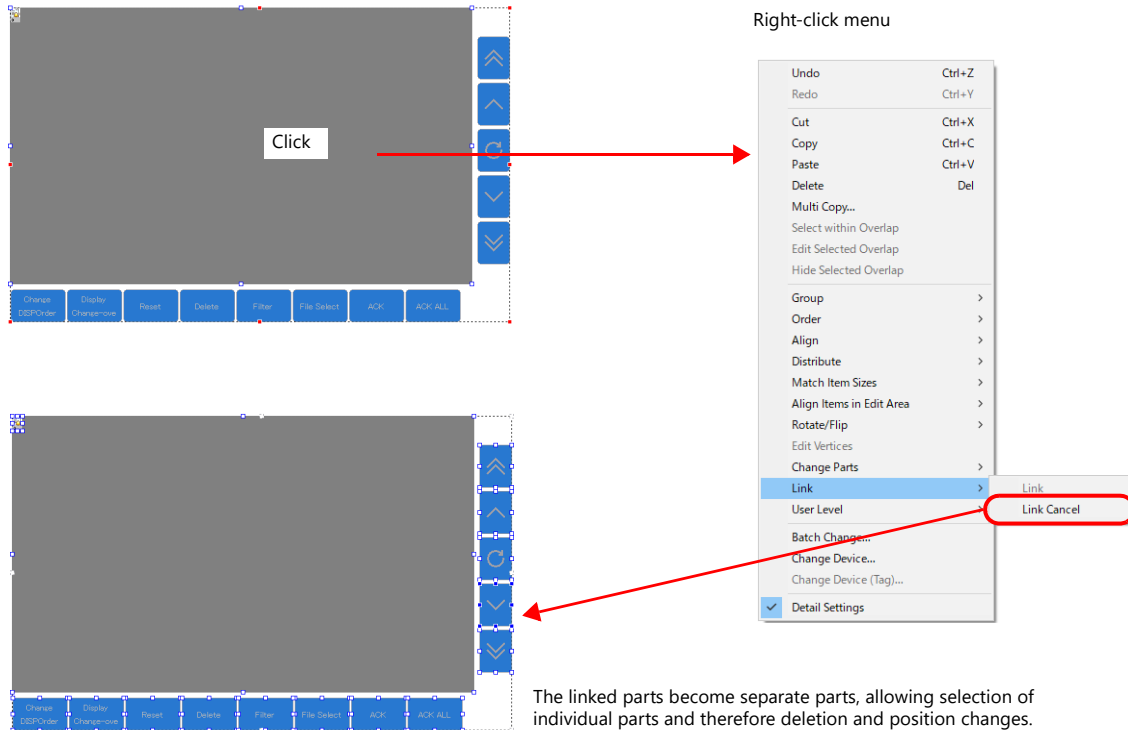 Right-click menu
Click
Change
DISPOrder
Display
Change-ove
Reset
Delete
Filter
File Select
ACK
ACK ALL
Undo Ctrl+Z
Redo Ctrl+Y
Cut Ctrl+X
Copy Ctrl+C
Paste Ctrl+V
Delete Del
Multi Copy...
Select within Overlap
Edit Selected Overlap
Hide Selected Overlap
Group
Order
Align
Distribute
Match Item Sizes
Align Items in Edit Area
Rotate/Flip
Edit Vertices
Change Parts
Link
Link
User Level
Link Cancel
Batch Change...
Change Device...
Change Device (Tag)...
Detail Settings
Change
DISPOrder
Display
Change-ove
Reset
Delete
Filter
File Select
ACK
ACK ALL
The linked parts become separate parts, allowing selection of
individual parts and therefore deletion and position changes.